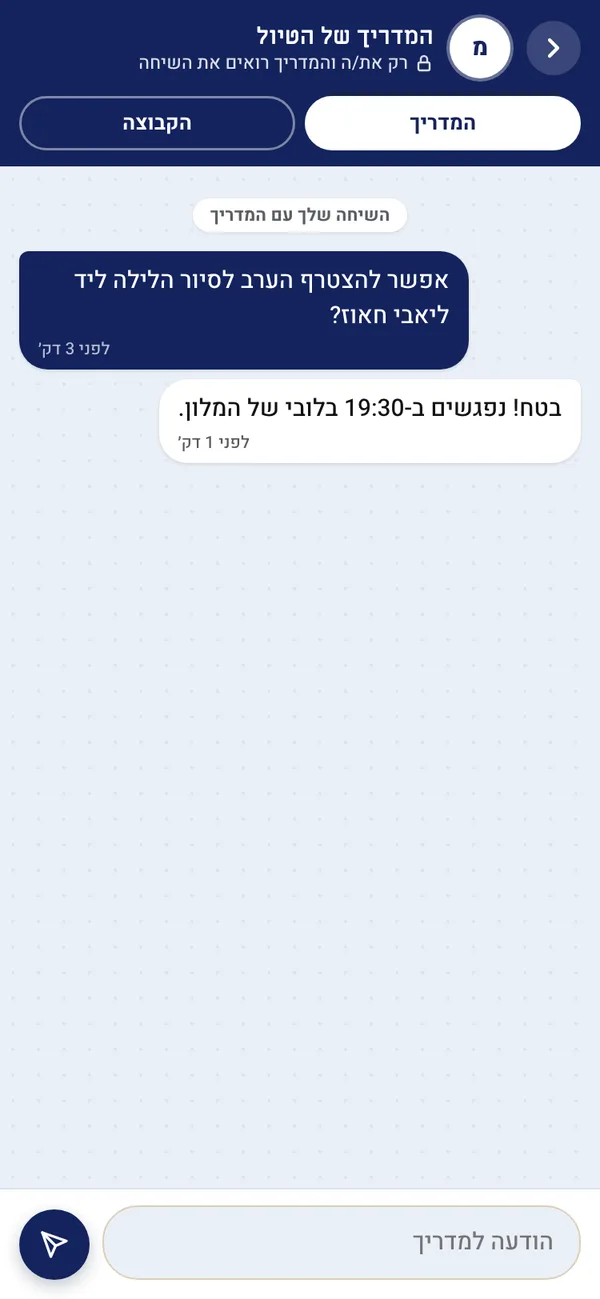 המדריך של הטיול
מ
רק את/ה והמדריך רואים את השיחה
המדריך
הקבוצה
השיחה שלך עם המדריך
אפשר להצטרף הערב לסיור הלילה ליד
ליאבי חאוז?
לפני 3 דק׳
בטח! נפגשים ב-19:30 בלובי של המלון.
לפני 1 דק׳
הודעה למדריך